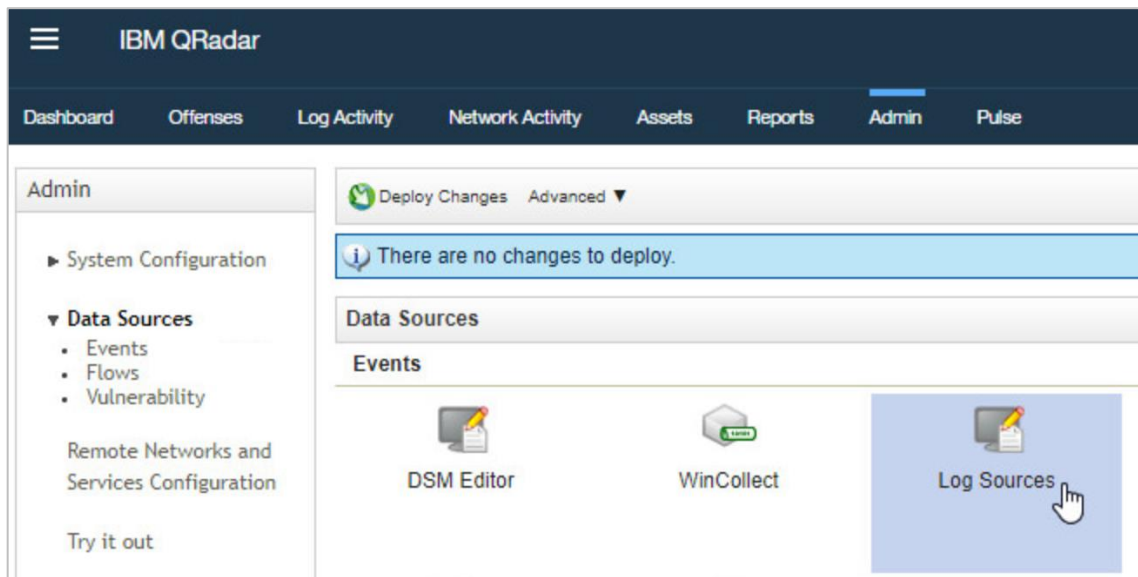 IBM QRadar
Dashboard Offenses Log Activity Network Activity Assets Reports Admin Pulse
Admin
System Configuration
Data Sources
Events
Flows
Vulnerability
Remote Networks and
Services Configuration
Try it out
Deploy Changes Advanced ▼
There are no changes to deploy.
Data Sources
Events
DSM Editor WinCollect Log Sources